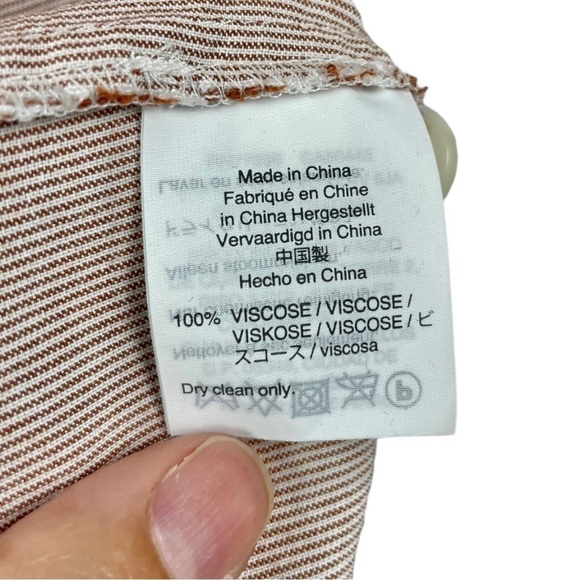 Made in China
Fabriqué en Chine
in China Hergestellt
Vervaardigd in China
中国製
Hecho en China
100% VISCOSE / VISCOSE /
VISKOSE / VISCOSE / ビ
スコース / viscosa
Dry clean only.